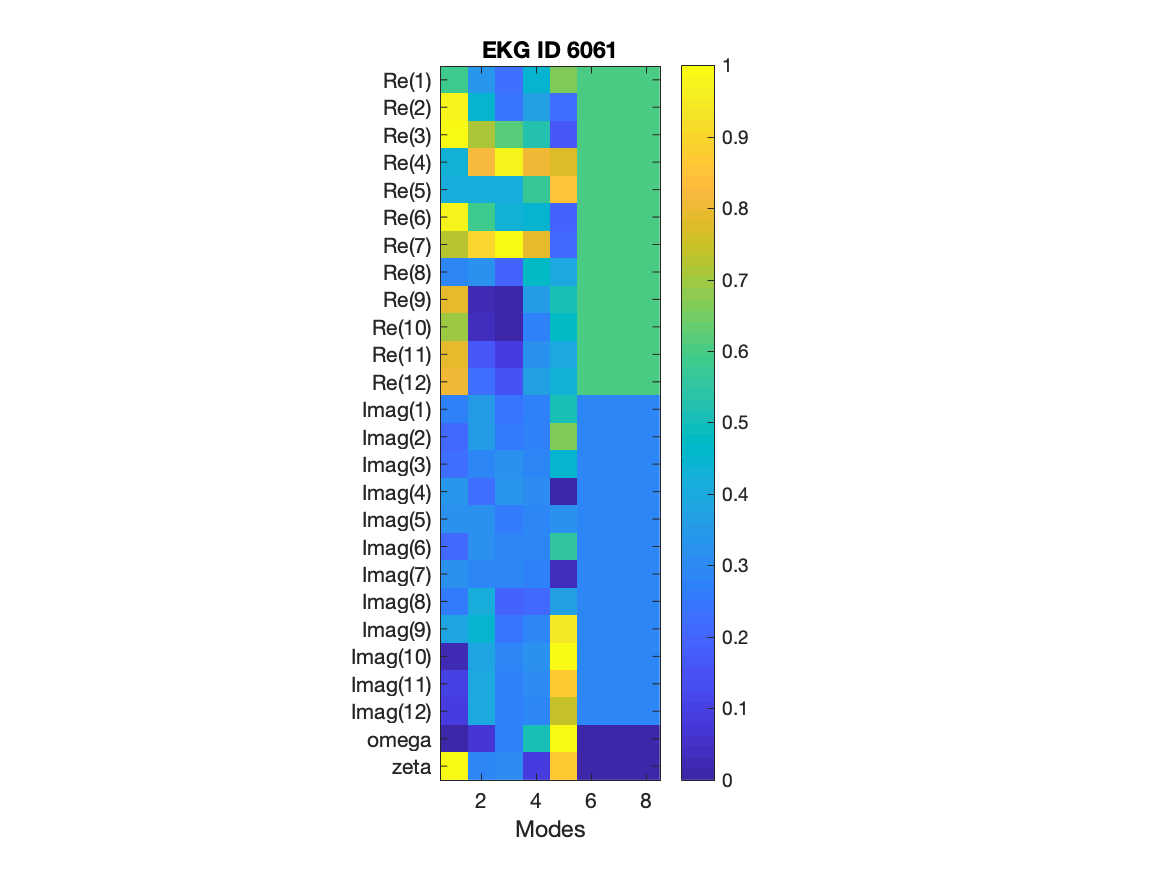 EKG ID 6061
Re(1)
Re(2)
Re(3)
Re(4)
Re(5)
Re(6)
Re(7)
Re(8)
Re(9)
Re(10)
Re(11)
Re(12)
Imag(1)
Imag(2)
Imag(3)
Imag(4)
Imag(5)
Imag(6)
Imag(7)
Imag(8)
Imag(9)
Imag(10)
Imag(11)
Imag(12)
omega
zeta
2 4 6 8
Modes
1
0.9
0.8
0.7
0.6
0.5
0.4
0.3
0.2
0.1
0